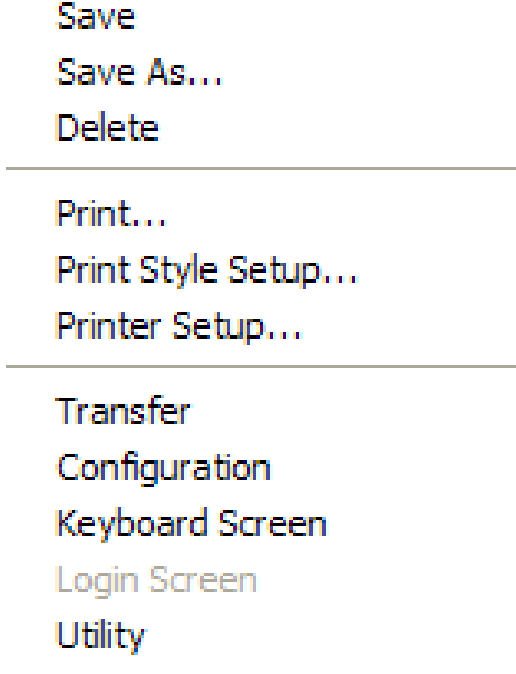 Save
Save As...
Delete
Print...
Print Style Setup...
Printer Setup...
Transfer
Configuration
Keyboard Screen
Login Screen
Utility